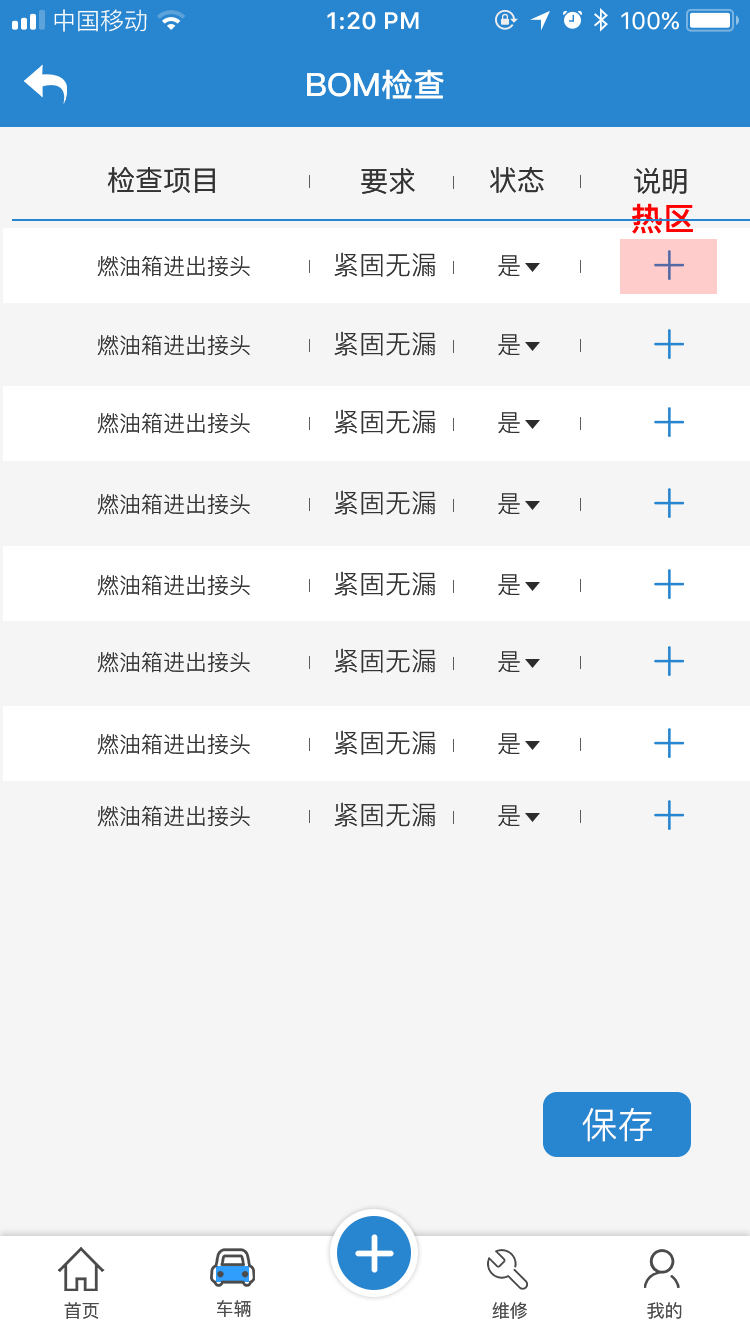 中国移动 1:20 PM 100%
BOM检查
检查项目 要求 状态 说明
热区
燃油箱进出接头 紧固无漏 是
燃油箱进出接头 紧固无漏 是
燃油箱进出接头 紧固无漏 是
燃油箱进出接头 紧固无漏 是
燃油箱进出接头 紧固无漏 是
燃油箱进出接头 紧固无漏 是
燃油箱进出接头 紧固无漏 是
燃油箱进出接头 紧固无漏 是
保存
首页 车辆 维修 我的